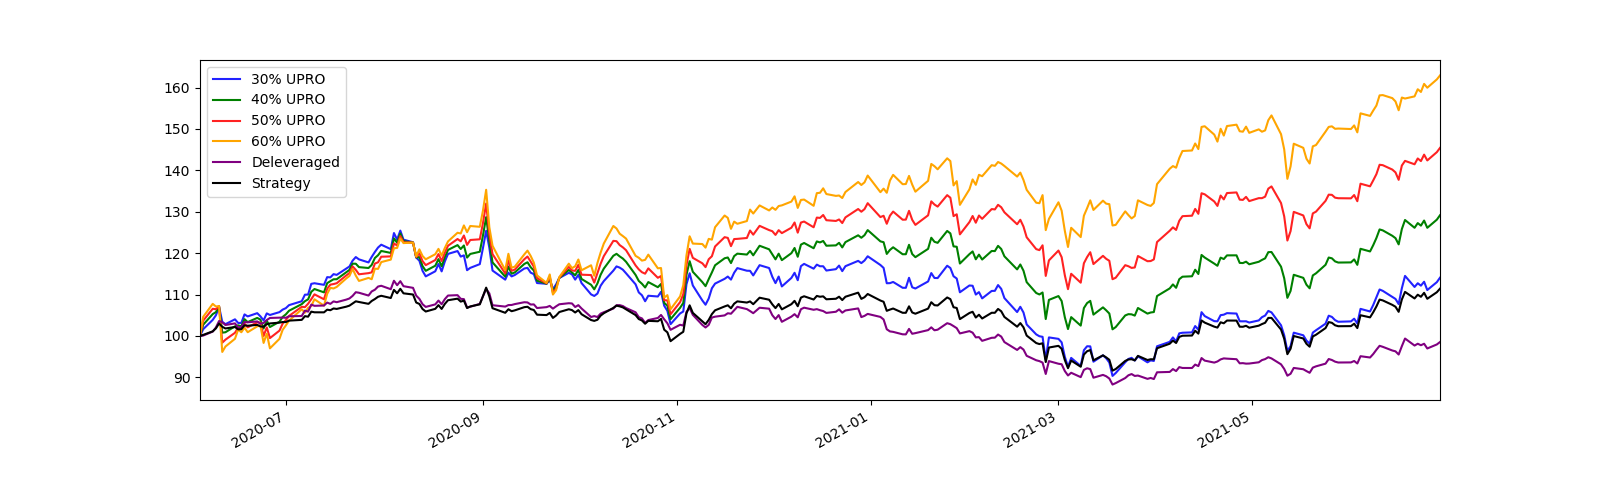 160
150
140
130
120
110
100
90
30% UPRO
40% UPRO
50% UPRO
60% UPRO
Deleveraged
Strategy
2020-07
2020-09
2020-11
2021-01
2021-03
2021-05